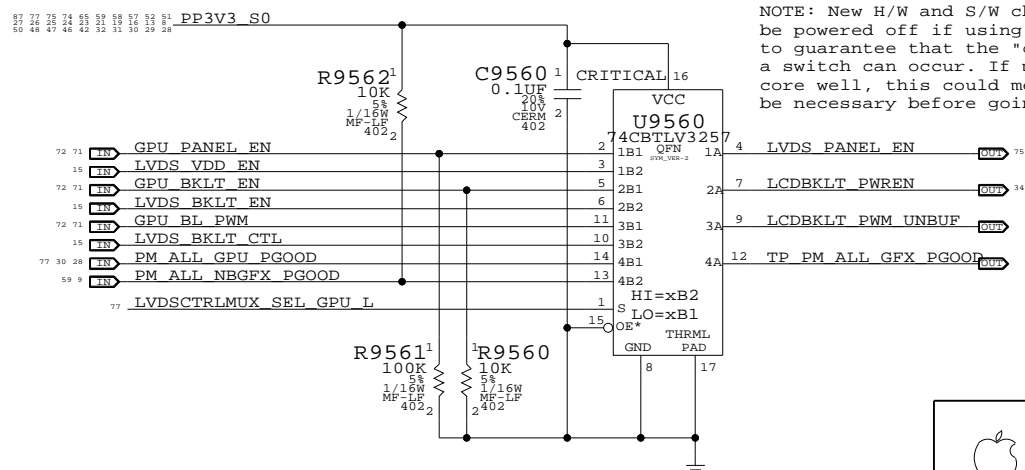 87 77 75 74 65 59 58 57 52 51
27 26 25 24 23 21 19 16 13 8
50 48 47 46 42 32 31 30 29 28
PP3V3_S0
NOTE: New H/W and S/W
be powered off if using
to guarantee that the
a switch can occur. If
core well, this could
be necessary before
R9562 1
10K
5%
1/16W
MF-LF
402 2
C9560 1
0.1UF
20%
10V
CERM
402 2
CRITICAL 16
VCC
U9560
74CBTLV3257
QFN
SYM_VER-2
72 71 IN GPU_PANEL_EN 2 1B1 1A 4 LVDS_PANEL_EN OUT 75
15 IN LVDS_VDD_EN 3 1B2
72 71 IN GPU_BKLT_EN 5 2B1 2A 7 LCDBKLT_PWREN OUT 34
15 IN LVDS_BKLT_EN 6 2B2
72 71 IN GPU_BL_PWM 11 3B1 3A 9 LCDBKLT_PWM_UNBUF OUT
15 IN LVDS_BKLT_CTL 10 3B2
77 30 28 IN PM_ALL_GPU_PGOOD 14 4B1 4A 12 TP_PM_ALL_GFX_PGOOD OUT
59 9 IN PM_ALL_NBGFX_PGOOD 13 4B2
HI=xB2
77 LVDSCTRLMUX_SEL_GPU_L 1 S LO=xB1
15 OE*
THRML
GND PAD
8 17
R9561 1
100K
5%
1/16W
MF-LF
402 2
1 R9560
10K
5%
1/16W
MF-LF
2 402